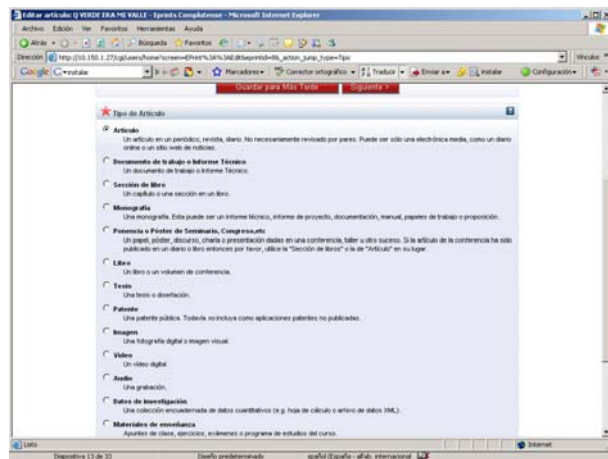 Editar artículo: Q VERDE ERA MI VALLE - Eprints Complutense - Microsoft Internet Explorer
Archivo Edición Ver Favoritos Herramientas Ayuda
Atrás Búsqueda Favoritos
Dirección Vínculos
Google instalar Marcadores Corrector ortográfico Traducir Enviar a instalar Configuración
Guardar para Más Tarde Siguiente >
Tipo de Artículo
Artículo
Un artículo en un periódico, revista, diario. No necesariamente revisado por pares. Puede ser sólo una electrónica media, como un diario
online o un sitio web de noticias.
Documento de trabajo o Informe Técnico
Un documento de trabajo o Informe Técnico.
Sección de libro
Un capítulo o una sección en un libro.
Monografía
Una monografía. Esta puede ser un informe técnico, informe de proyecto, documentación, manual, papeles de trabajo o proposición.
Ponencia o Póster de Seminario, Congreso,etc
Un papel, póster, discurso, charla o presentación dadas en una conferencia, taller u otro suceso. Si la artículo de la conferencia ha sido
publicado en un diario o libro entonces por favor, utilice la "Sección de libros" o la de "Artículo" en su lugar.
Libro
Un libro o un volumen de conferencia.
Tesis
Una tesis o disertación.
Patente
Una patente pública. Todavía no incluya como aplicaciones patentes no publicadas.
Imagen
Una fotografía digital o imagen visual.
Video
Un vídeo digital.
Audio
Una grabación.
Datos de investigación
Una colección encuadernada de datos cuantitativos (e.g. hoja de cálculo o arhivo de datos XML).
Materiales de enseñanza
Apuntes de clase, ejercicios, exámenes o programa de estudios del curso.
Listo Internet
Diapositiva 13 de 33 Diseño predeterminado español (España - alfab. internacional